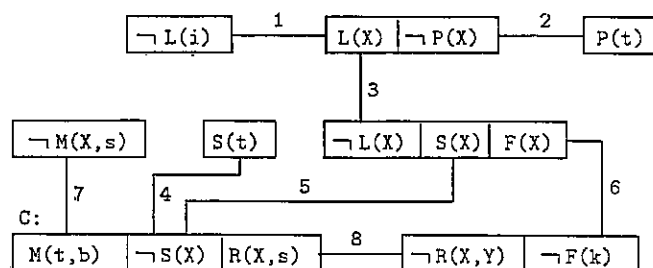 1 2
¬ L(i) L(X) ¬ P(X) P(t)
3
¬ M(X,s) S(t) ¬ L(X) S(X) F(X)
7 4 5 6
C:
8
M(t,b) ¬ S(X) R(X,s) ¬ R(X,Y) ¬ F(k)